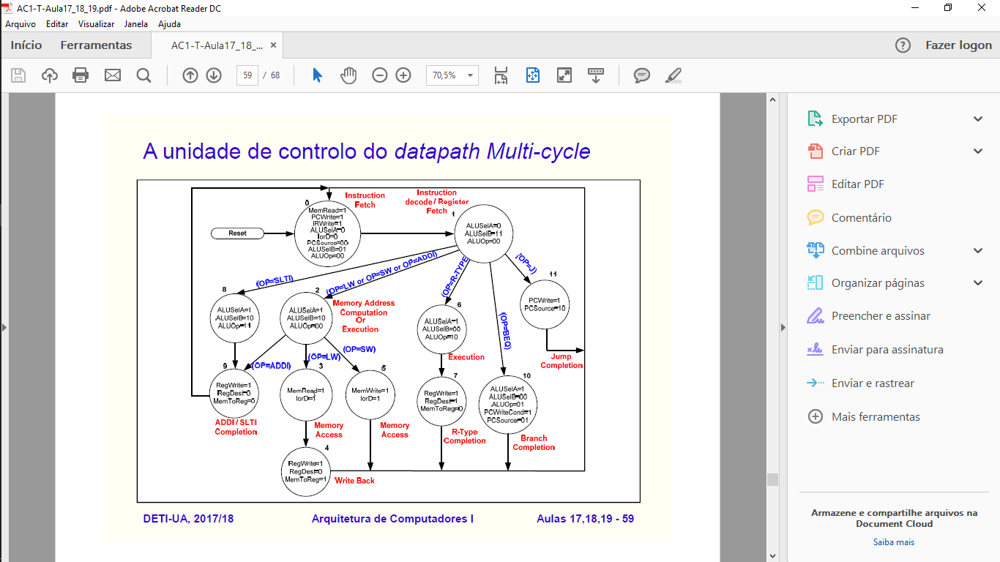 AC1-T-Aula17_18_19.pdf - Adobe Acrobat Reader DC
Arquivo Editar Visualizar Janela Ajuda
Início Ferramentas AC1-T-Aula17_18_... × ? Fazer logon
59 / 68 70,5%
A unidade de controlo do datapath Multi-cycle
Reset
0
Instruction
Fetch
MemRead=1
PCWrite=1
IRWrite=1
ALUSelA=0
IorD=0
PCSource=00
ALUSelB=01
ALUOp=00
Instruction
decode / Register
Fetch
1
ALUSelA=0
ALUSelB=11
ALUOp=00
(OP=SLTI)
(OP=LW or OP=SW or OP=ADDI)
(OP=R-TYPE)
(OP=BEQ)
(OP=J)
8
ALUSelA=1
ALUSelB=10
ALUOp=11
2
ALUSelA=1
ALUSelB=10
ALUOp=00
Memory Address
Computation
Or
Execution
6
ALUSelA=1
ALUSelB=00
ALUOp=10
Execution
11
PCWrite=1
PCSource=10
Jump
Completion
(OP=ADDI)
(OP=LW)
(OP=SW)
9
RegWrite=1
RegDest=0
MemToReg=0
ADDI / SLTI
Completion
3
MemRead=1
IorD=1
Memory
Access
5
MemWrite=1
IorD=1
Memory
Access
7
RegWrite=1
RegDest=1
MemToReg=0
R-Type
Completion
10
ALUSelA=1
ALUSelB=00
ALUOp=01
PCWriteCond=1
PCSource=01
Branch
Completion
4
RegWrite=1
RegDest=0
MemToReg=1
Write Back
DETI-UA, 2017/18 Arquitetura de Computadores I Aulas 17,18,19 - 59
Exportar PDF
Criar PDF
Editar PDF
Comentário
Combine arquivos
Organizar páginas
Preencher e assinar
Enviar para assinatura
Enviar e rastrear
Mais ferramentas
Armazene e compartilhe arquivos na
Document Cloud
Saiba mais